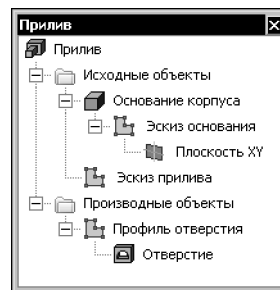 Прилив
Прилив
Исходные объекты
Основание корпуса
Эскиз основания
Плоскость XY
Эскиз прилива
Производные объекты
Профиль отверстия
Отверстие